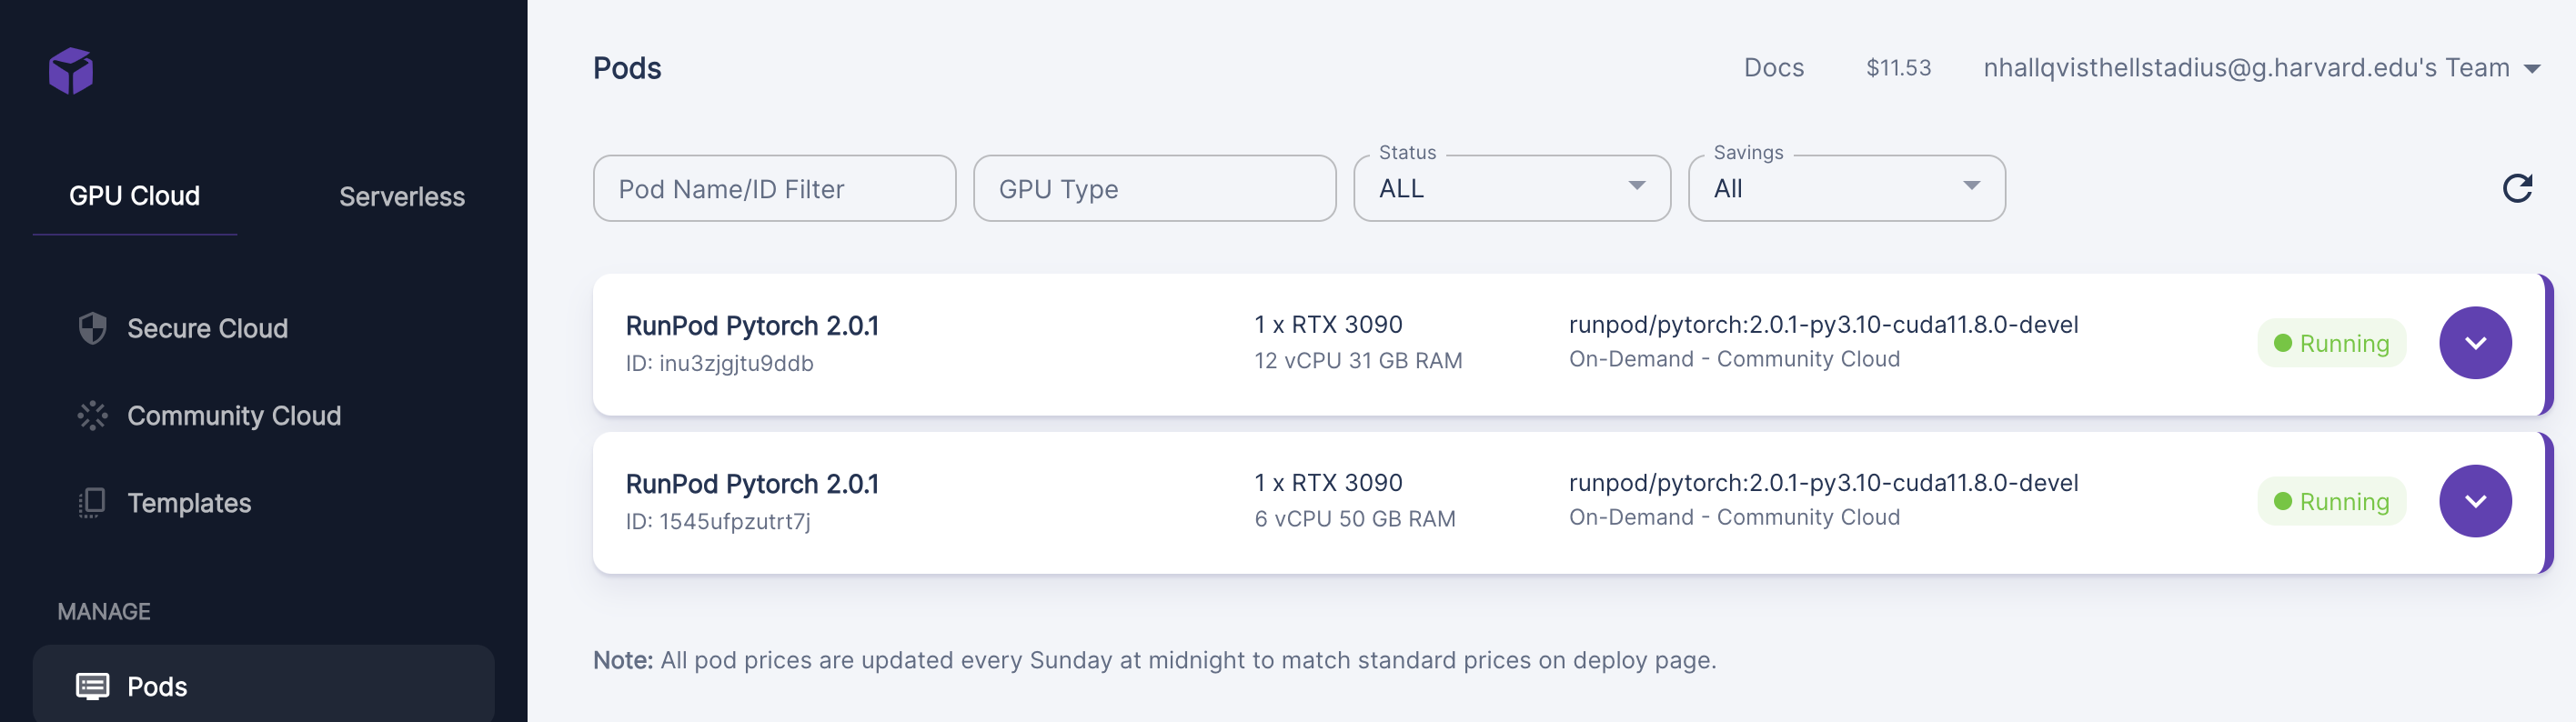 GPU Cloud
Serverless
Secure Cloud
Community Cloud
Templates
MANAGE
Pods
Pods
Docs
$11.53
nhallqvisthellstadius@g.harvard.edu's Team
Pod Name/ID Filter
GPU Type
Status
ALL
Savings
All
RunPod Pytorch 2.0.1
ID: inu3zjgjtu9ddb
1 x RTX 3090
12 vCPU 31 GB RAM
runpod/pytorch:2.0.1-py3.10-cuda11.8.0-devel
On-Demand - Community Cloud
Running
RunPod Pytorch 2.0.1
ID: 1545ufpzutrt7j
1 x RTX 3090
6 vCPU 50 GB RAM
runpod/pytorch:2.0.1-py3.10-cuda11.8.0-devel
On-Demand - Community Cloud
Running
Note: All pod prices are updated every Sunday at midnight to match standard prices on deploy page.